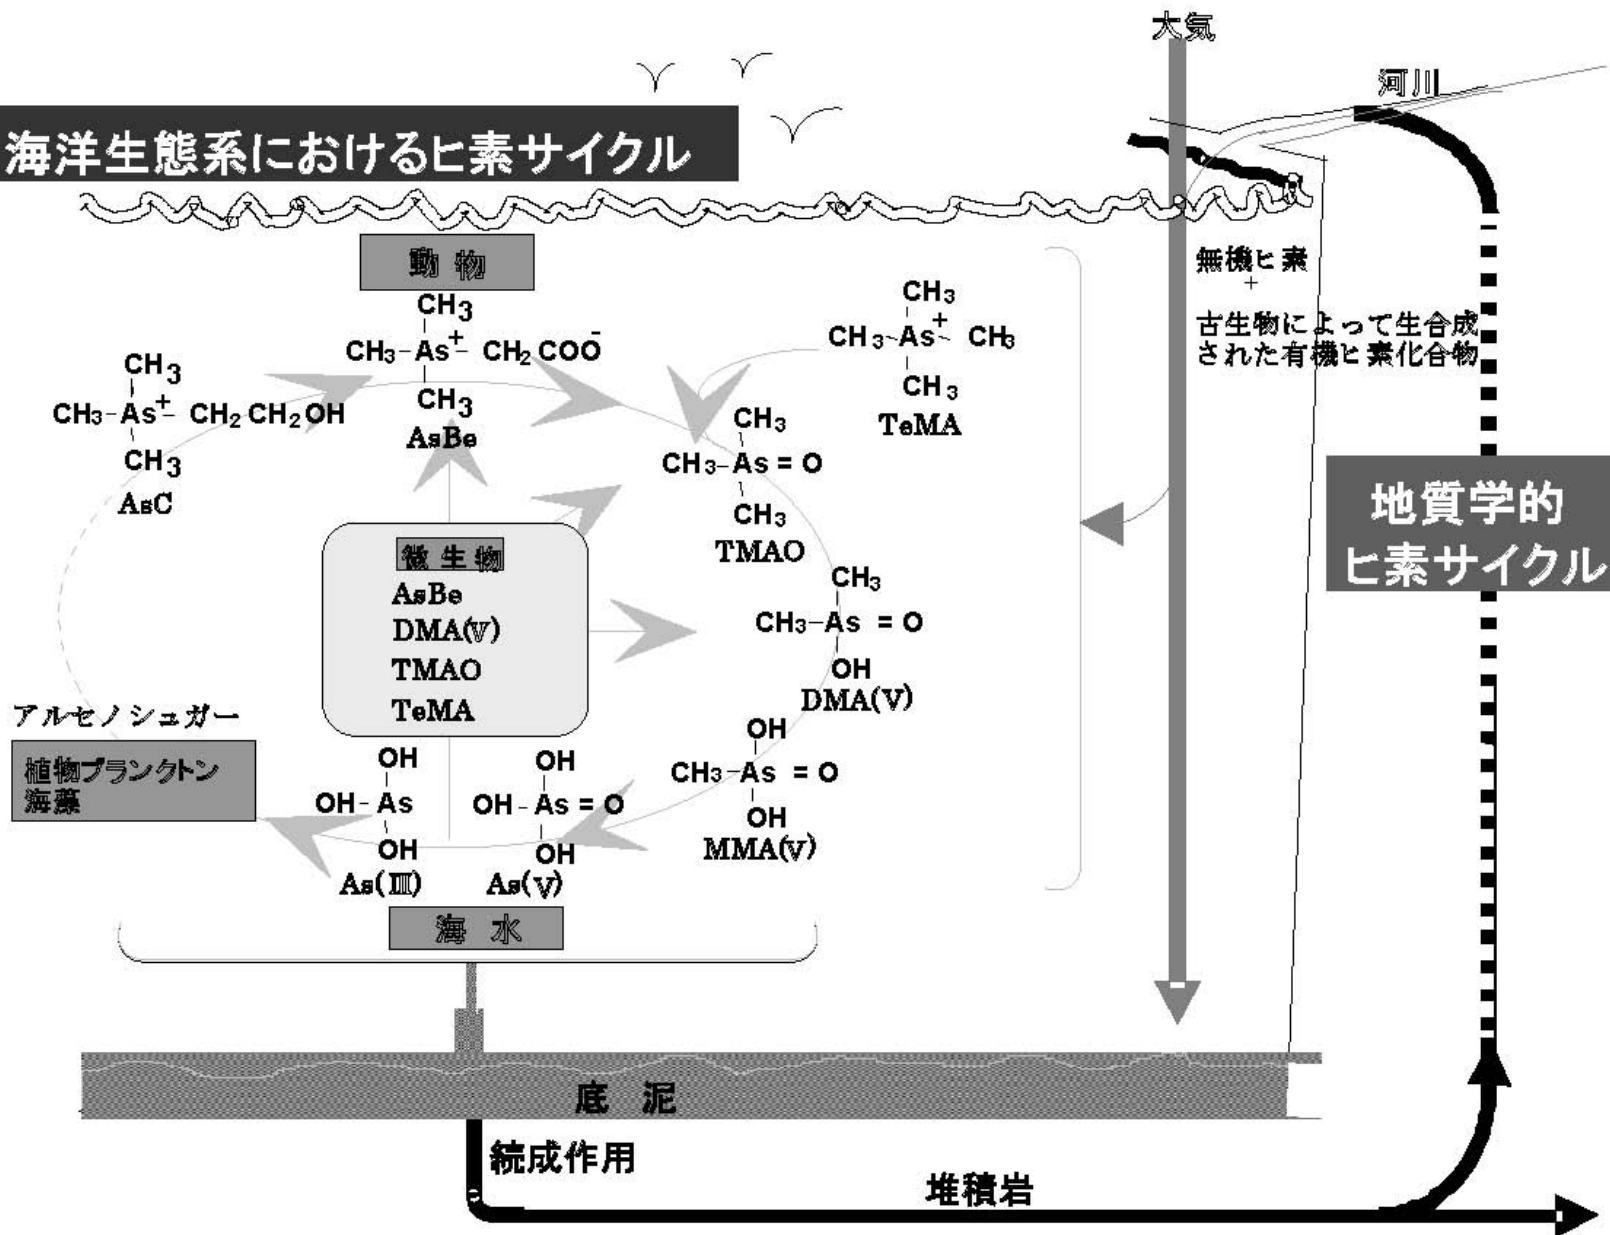 大気
河川
海洋生態系におけるヒ素サイクル
動物
無機ヒ素
+
古生物によって生合成
された有機ヒ素化合物
CH3
CH3-As+-CH2COO-
CH3
AsBe
CH3
CH3-As+-CH3
CH3
TeMA
CH3
CH3-As+-CH2CH2OH
CH3
AsC
CH3
CH3-As=O
CH3
TMAO
地質学的
ヒ素サイクル
微生物
AsBe
DMA(V)
TMAO
TeMA
CH3
CH3-As=O
OH
DMA(V)
アルセノシュガー
植物プランクトン
海藻
OH
OH-As
OH
As(Ⅲ)
OH
OH-As=O
OH
As(V)
OH
CH3-As=O
OH
MMA(V)
海水
底泥
続成作用
堆積岩